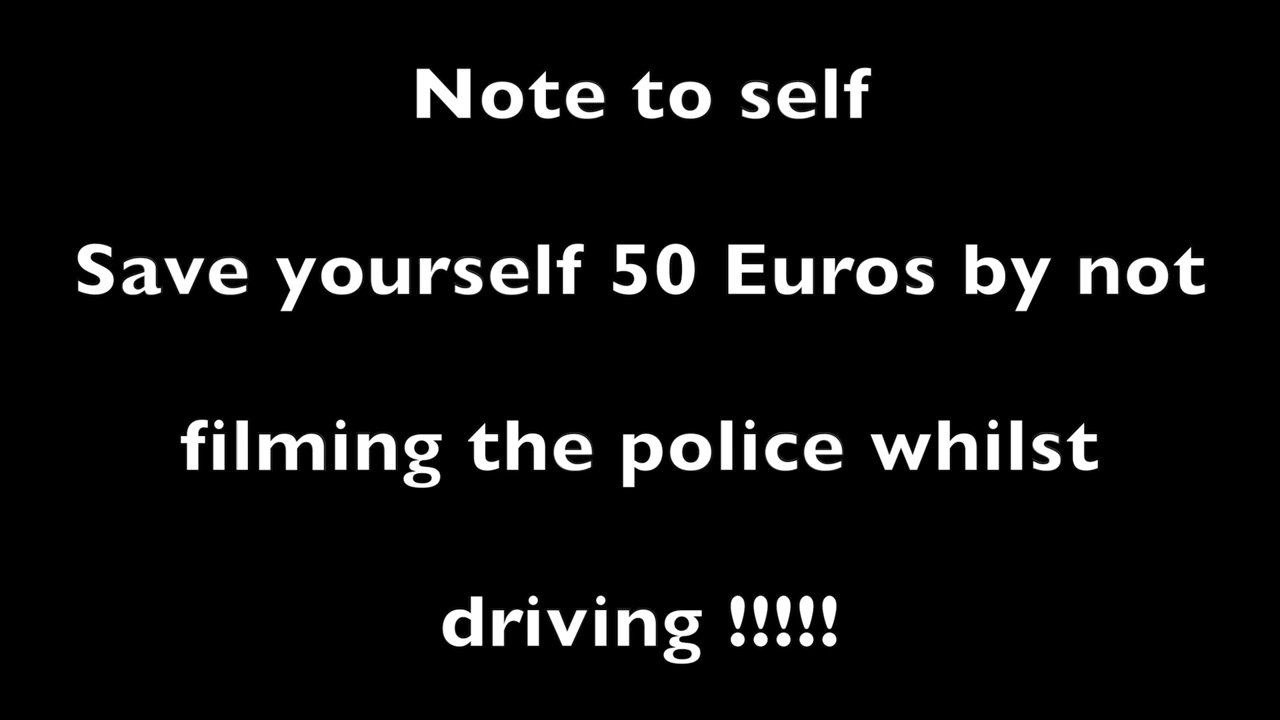 Note to self
Save yourself 50 Euros by not
filming the police whilst
driving !!!!!